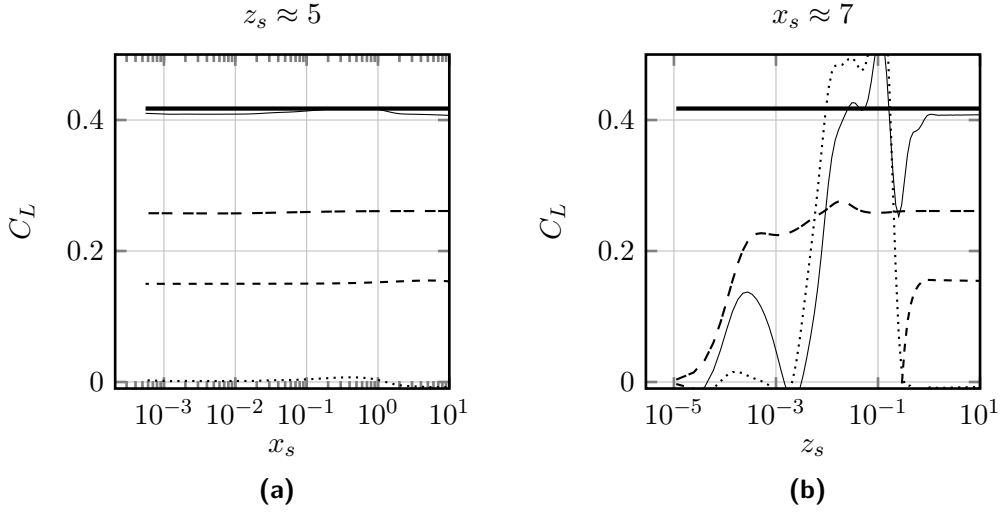 z_s ≈ 5
x_s ≈ 7
C_L
0.4
0.2
0
10^{-3}
10^{-2}
10^{-1}
10^0
10^1
x_s
(a)
C_L
0.4
0.2
0
10^{-5}
10^{-3}
10^{-1}
10^1
z_s
(b)